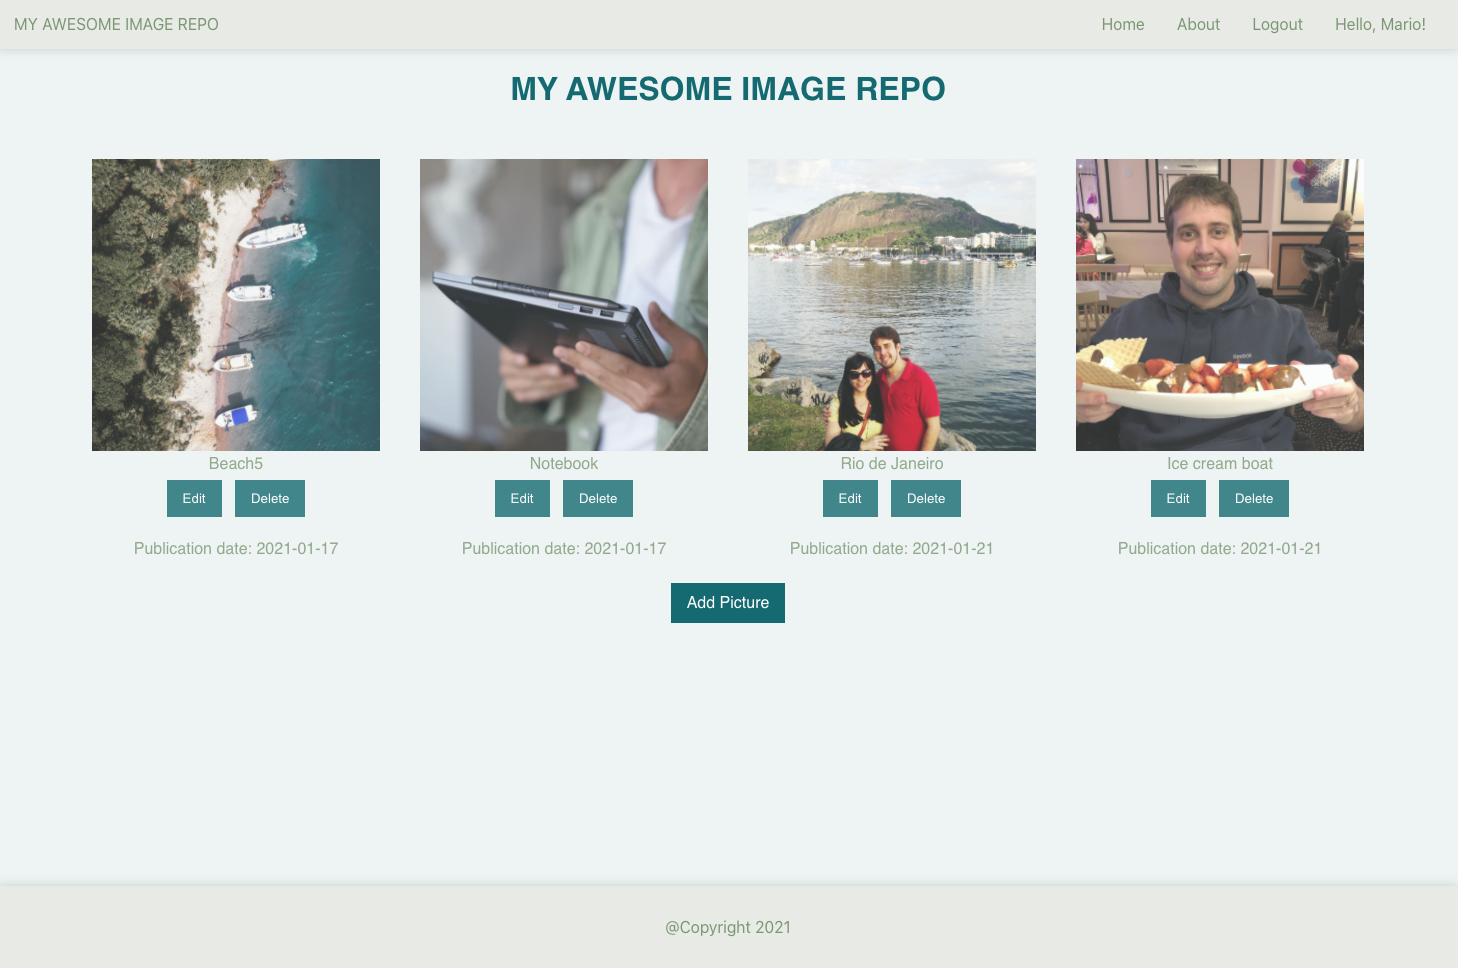 MY AWESOME IMAGE REPO
Home About Logout Hello, Mario!
MY AWESOME IMAGE REPO
Beach5
Edit Delete
Publication date: 2021-01-17
Notebook
Edit Delete
Publication date: 2021-01-17
Rio de Janeiro
Edit Delete
Publication date: 2021-01-21
Reebok
Ice cream boat
Edit Delete
Publication date: 2021-01-21
Add Picture
@Copyright 2021